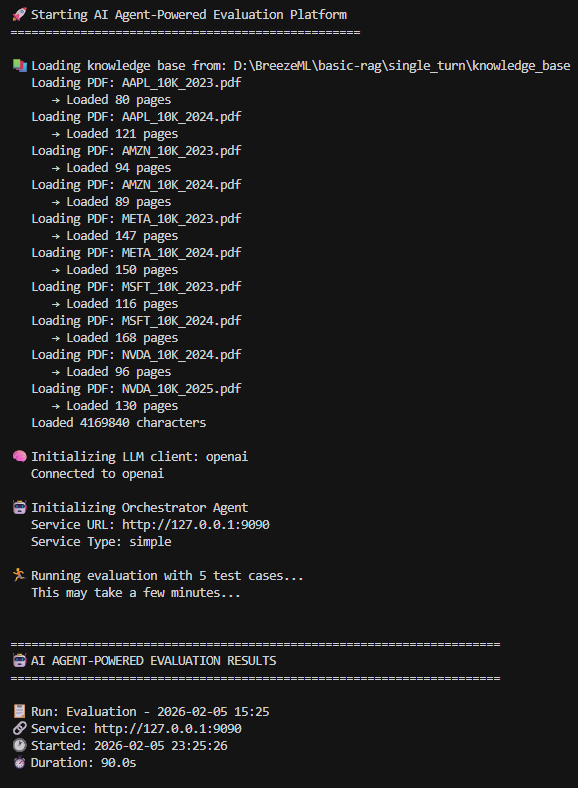 🚀 Starting AI Agent-Powered Evaluation Platform
==================================================
📚 Loading knowledge base from: D:\BreezeML\basic-rag\single_turn\knowledge_base
Loading PDF: AAPL_10K_2023.pdf
→ Loaded 80 pages
Loading PDF: AAPL_10K_2024.pdf
→ Loaded 121 pages
Loading PDF: AMZN_10K_2023.pdf
→ Loaded 94 pages
Loading PDF: AMZN_10K_2024.pdf
→ Loaded 89 pages
Loading PDF: META_10K_2023.pdf
→ Loaded 147 pages
Loading PDF: META_10K_2024.pdf
→ Loaded 150 pages
Loading PDF: MSFT_10K_2023.pdf
→ Loaded 116 pages
Loading PDF: MSFT_10K_2024.pdf
→ Loaded 168 pages
Loading PDF: NVDA_10K_2024.pdf
→ Loaded 96 pages
Loading PDF: NVDA_10K_2025.pdf
→ Loaded 130 pages
Loaded 4169840 characters
🧠 Initializing LLM client: openai
Connected to openai
🤖 Initializing Orchestrator Agent
Service URL: http://127.0.0.1:9090
Service Type: simple
🏃 Running evaluation with 5 test cases...
This may take a few minutes...
======================================================================
🤖 AI AGENT-POWERED EVALUATION RESULTS
======================================================================
📋 Run: Evaluation - 2026-02-05 15:25
🔗 Service: http://127.0.0.1:9090
🕐 Started: 2026-02-05 23:25:26
⏱️ Duration: 90.0s